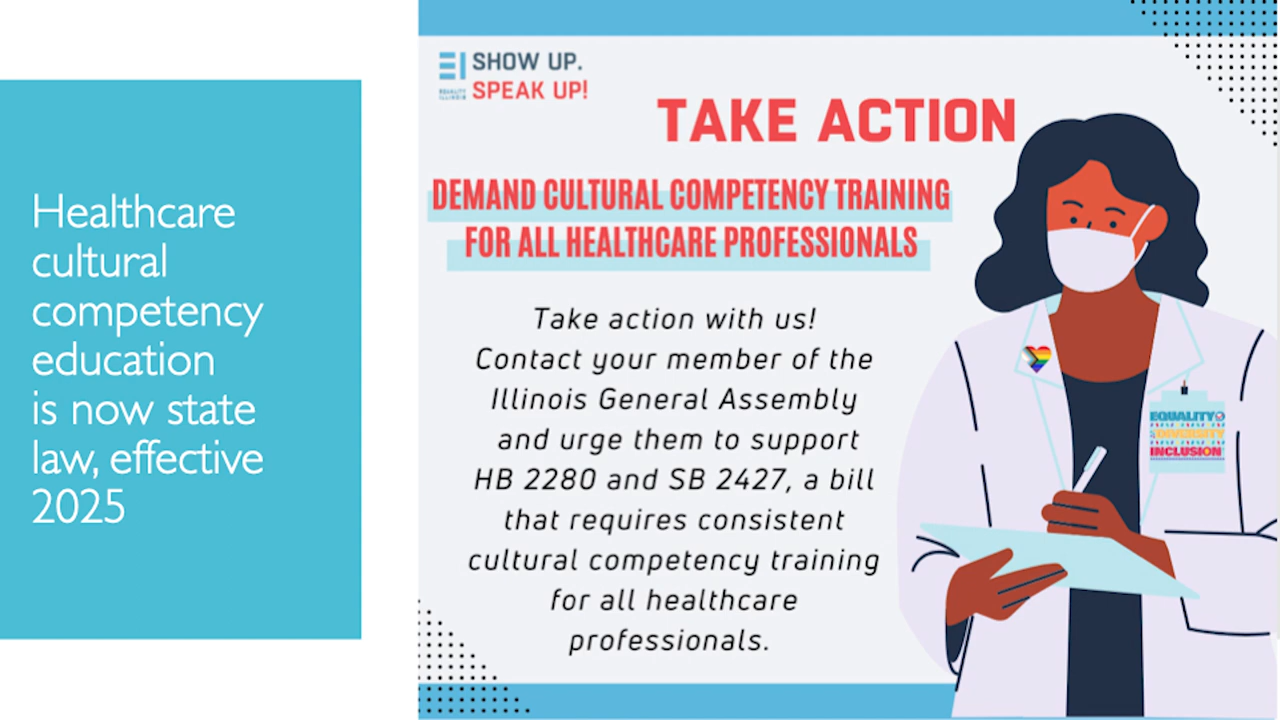 Healthcare
cultural
competency
education
is now state
law, effective
2025
EI
EQUALITY
ILLINOIS
SHOW UP.
SPEAK UP!
TAKE ACTION
DEMAND CULTURAL COMPETENCY TRAINING
FOR ALL HEALTHCARE PROFESSIONALS
Take action with us!
Contact your member of the
Illinois General Assembly
and urge them to support
HB 2280 and SB 2427, a bill
that requires consistent
cultural competency training
for all healthcare
professionals.
EQUALITY
DIVERSITY
INCLUSION